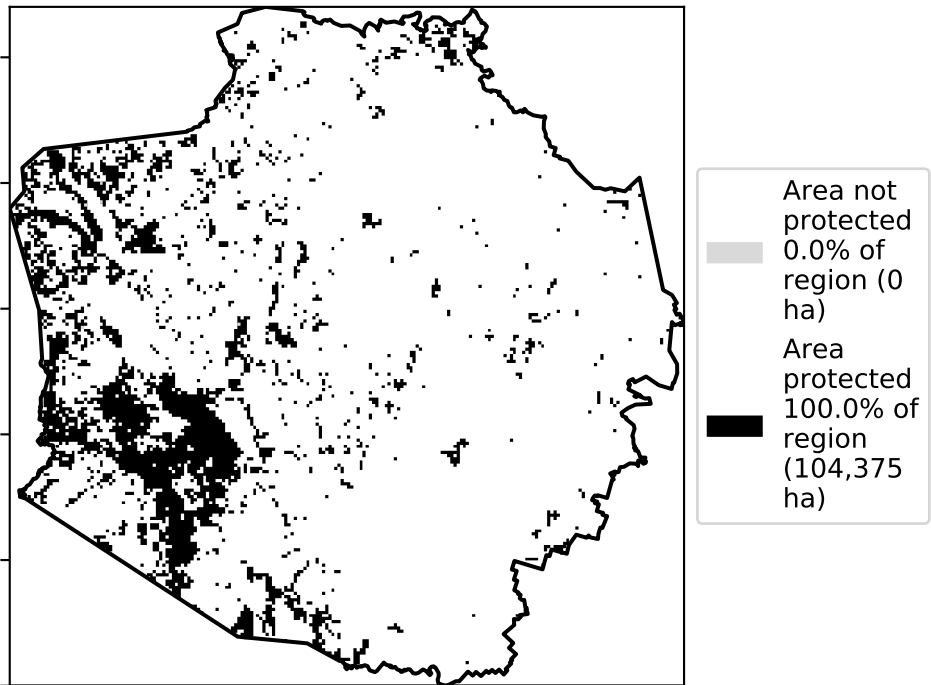 Area not
protected
0.0% of
region (0
ha)
Area
protected
100.0% of
region
(104,375
ha)